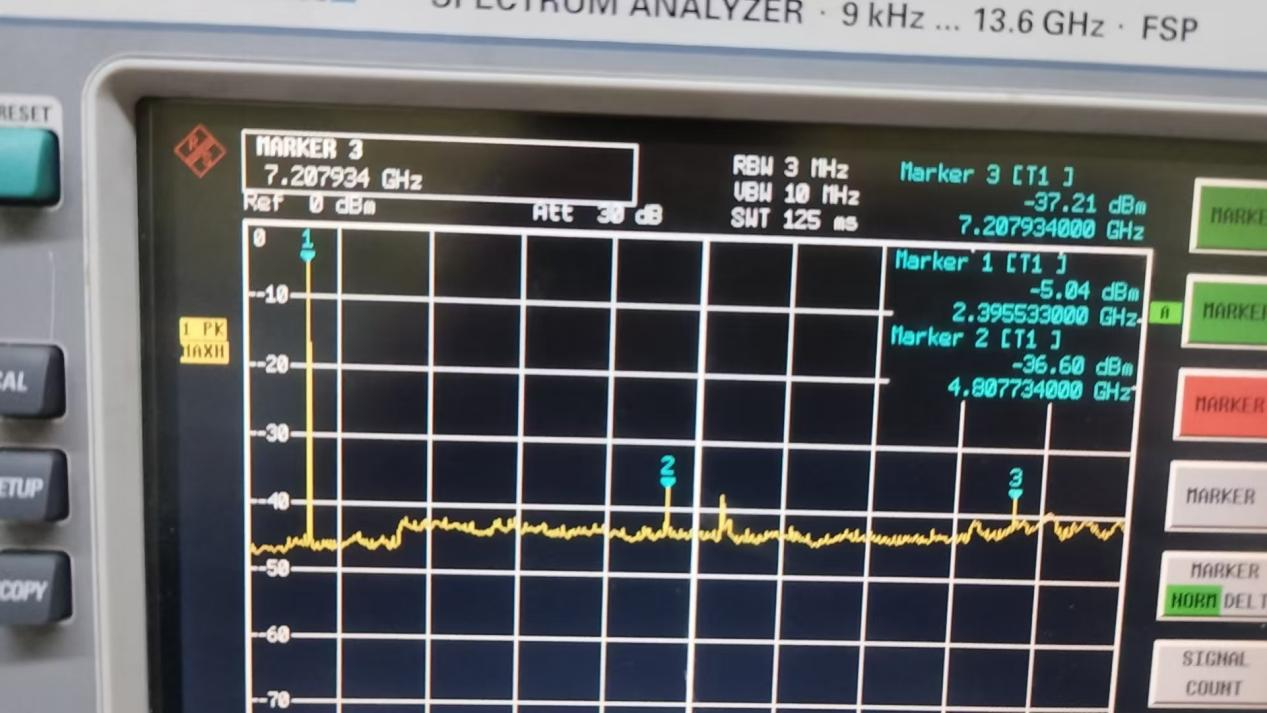 SPECTRUM ANALYZER · 9 kHz ... 13.6 GHz · FSP
RESET
MARKER 3
7.207934 GHz
Ref 0 dBm
Att 30 dB
RBW 3 MHz
VBW 10 MHz
SWT 125 ms
Marker 3 [T1 ]
-37.21 dBm
7.207934000 GHz
Marker 1 [T1 ]
-5.04 dBm
2.395533000 GHz
Marker 2 [T1 ]
-36.60 dBm
4.807734000 GHz
0
1
-10
-20
-30
-40
-50
-60
-70
2
3
1 PK
MAXH
A
CAL
SETUP
COPY
MARKE
MARKE
MARKER
MARKER
MARKER
NORM DELT
SIGNAL
COUNT